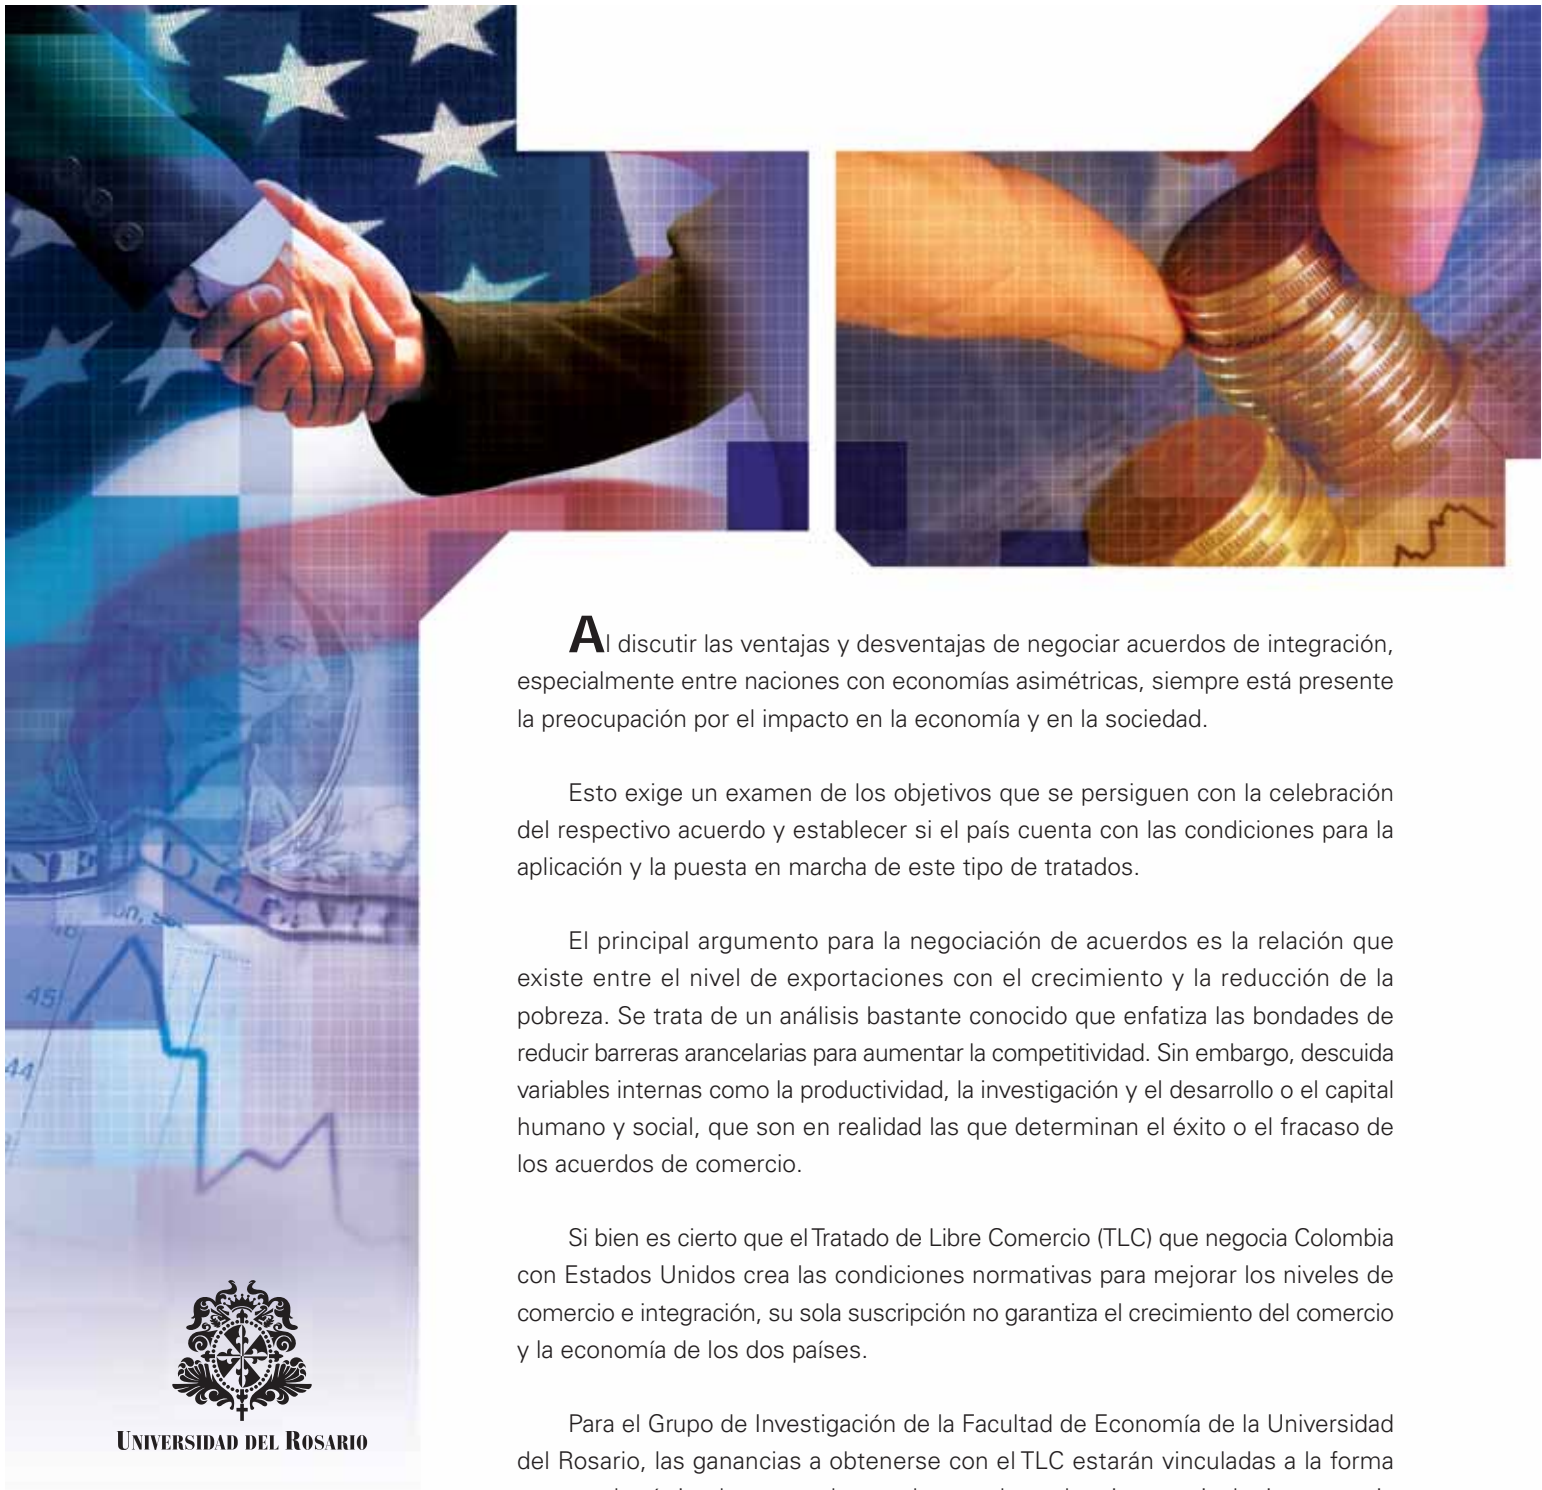 Al discutir las ventajas y desventajas de negociar acuerdos de integración,
especialmente entre naciones con economías asimétricas, siempre está presente
la preocupación por el impacto en la economía y en la sociedad.
Esto exige un examen de los objetivos que se persiguen con la celebración
del respectivo acuerdo y establecer si el país cuenta con las condiciones para la
aplicación y la puesta en marcha de este tipo de tratados.
El principal argumento para la negociación de acuerdos es la relación que
existe entre el nivel de exportaciones con el crecimiento y la reducción de la
pobreza. Se trata de un análisis bastante conocido que enfatiza las bondades de
reducir barreras arancelarias para aumentar la competitividad. Sin embargo, descuida
variables internas como la productividad, la investigación y el desarrollo o el capital
humano y social, que son en realidad las que determinan el éxito o el fracaso de
los acuerdos de comercio.
Si bien es cierto que el Tratado de Libre Comercio (TLC) que negocia Colombia
con Estados Unidos crea las condiciones normativas para mejorar los niveles de
comercio e integración, su sola suscripción no garantiza el crecimiento del comercio
y la economía de los dos países.
Para el Grupo de Investigación de la Facultad de Economía de la Universidad
del Rosario, las ganancias a obtenerse con el TLC estarán vinculadas a la forma
46
45
44
UNIVERSIDAD DEL ROSARIO